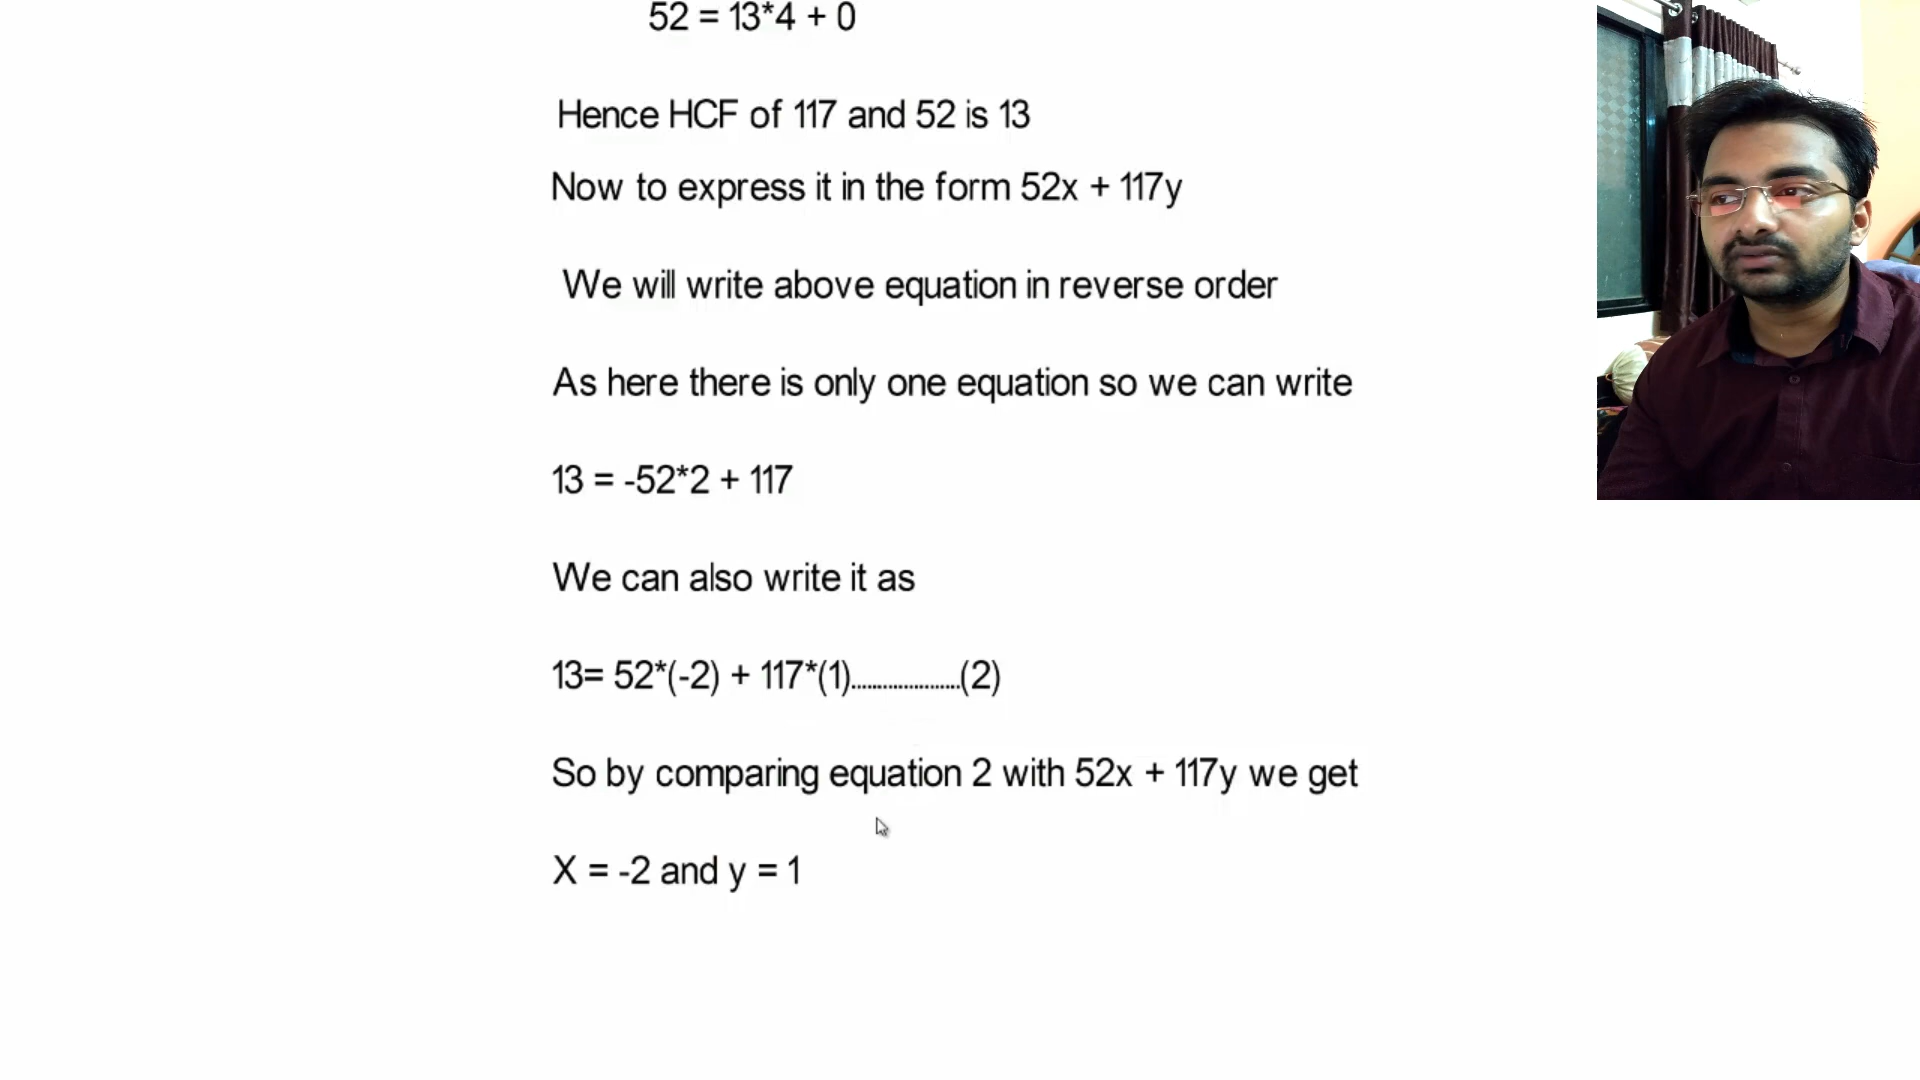 52 = 13*4 + 0
Hence HCF of 117 and 52 is 13
Now to express it in the form 52x + 117y
We will write above equation in reverse order
As here there is only one equation so we can write
13 = -52*2 + 117
We can also write it as
13= 52*(-2) + 117*(1).....................(2)
So by comparing equation 2 with 52x + 117y we get
X = -2 and y = 1